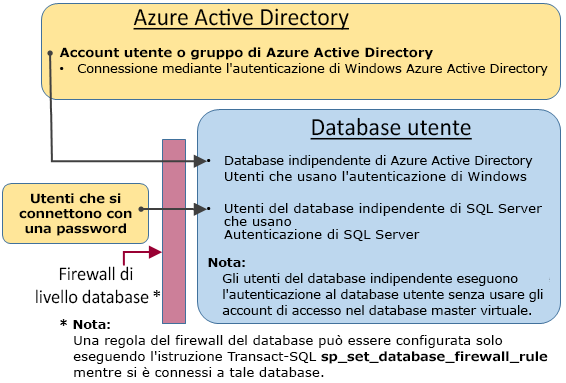 Azure Active Directory
Account utente o gruppo di Azure Active Directory
• Connessione mediante l'autenticazione di Windows Azure Active Directory
Database utente
• Database indipendente di Azure Active Directory
Utenti che usano l'autenticazione di Windows
Utenti che si
connettono con
una password
• Utenti del database indipendente di SQL Server
che usano
Autenticazione di SQL Server
Nota:
Gli utenti del database indipendente eseguono
l'autenticazione al database utente senza usare gli
account di accesso nel database master virtuale.
Firewall di
livello database *
* Nota:
Una regola del firewall del database può essere configurata solo
eseguendo l'istruzione Transact-SQL sp_set_database_firewall_rule
mentre si è connessi a tale database.